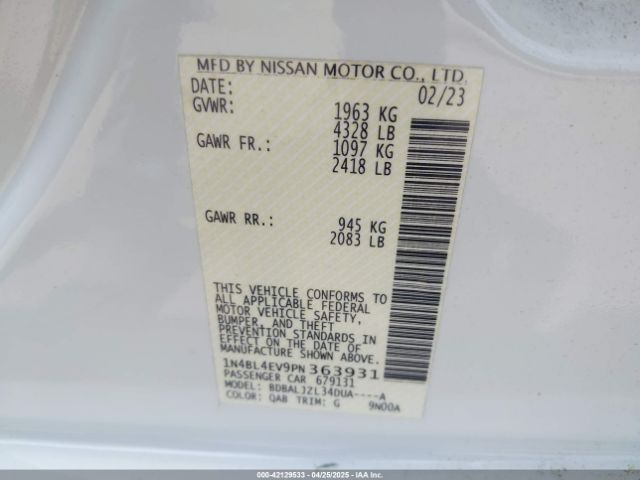 MFD BY NISSAN MOTOR CO., LTD.
DATE: 02/23
GVWR: 1963 KG
4328 LB
GAWR FR.: 1097 KG
2418 LB
GAWR RR.: 945 KG
2083 LB
THIS VEHICLE CONFORMS TO
ALL APPLICABLE FEDERAL
MOTOR VEHICLE SAFETY,
BUMPER, AND THEFT
PREVENTION STANDARDS IN
EFFECT ON THE DATE OF
MANUFACTURE SHOWN ABOVE.
1N4BL4EV9PN363931
PASSENGER CAR 679131
MODEL: BDBALJZL34DUA----A
COLOR: QAB TRIM: G 9N00A
000-42129533 - 04/25/2025 - IAAI.COM